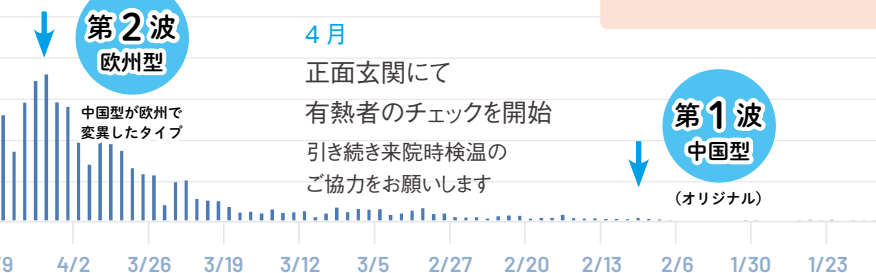 第2波
欧州型
中国型が欧州で
変異したタイプ
4月
正面玄関にて
有熱者のチェックを開始
引き続き来院時検温の
ご協力をお願いします
第1波
中国型
（オリジナル）
/9 4/2 3/26 3/19 3/12 3/5 2/27 2/20 2/13 2/6 1/30 1/23